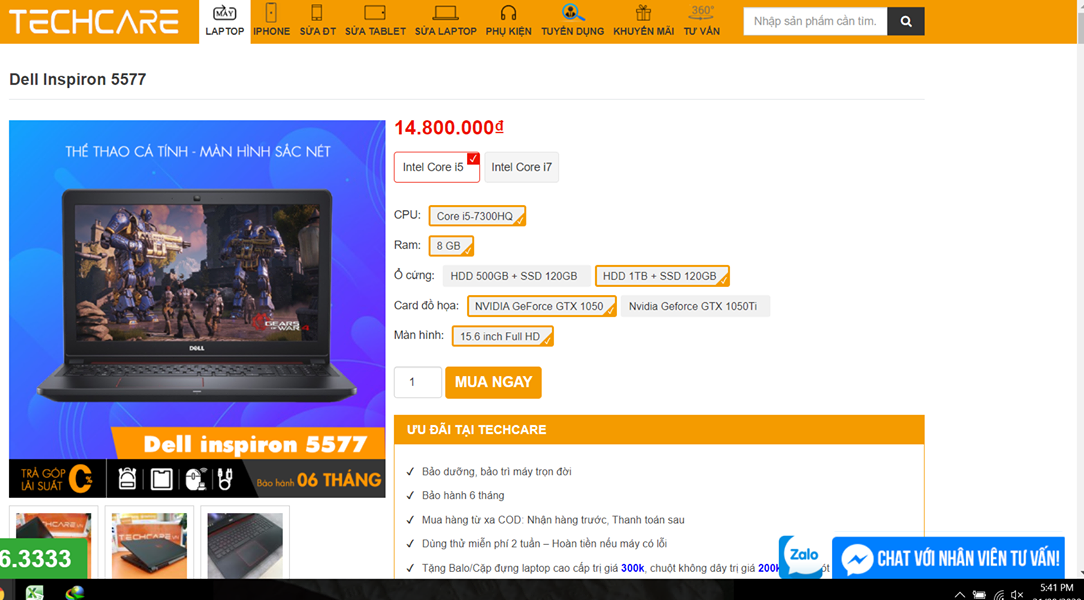 TECHCARE
MÁY
LAPTOP IPHONE SỬA ĐT SỬA TABLET SỬA LAPTOP PHỤ KIỆN TUYỂN DỤNG KHUYẾN MÃI 360° TƯ VẤN
Nhập sản phẩm cần tìm.
Dell Inspiron 5577
14.800.000₫
THỂ THAO CÁ TÍNH - MÀN HÌNH SẮC NÉT
Intel Core i5 Intel Core i7
CPU: Core i5-7300HQ
Ram: 8 GB
Ổ cứng: HDD 500GB + SSD 120GB HDD 1TB + SSD 120GB
Card đồ họa: NVIDIA GeForce GTX 1050 Nvidia Geforce GTX 1050Ti
Màn hình: 15.6 inch Full HD
GEARS OF WAR 4
DELL
1 MUA NGAY
Dell inspiron 5577
TRẢ GÓP
LÃI SUẤT 0%
Bảo hành 06 THÁNG
ƯU ĐÃI TẠI TECHCARE
✓ Bảo dưỡng, bảo trì máy trọn đời
✓ Bảo hành 6 tháng
✓ Mua hàng từ xa COD: Nhận hàng trước, Thanh toán sau
✓ Dùng thử miễn phí 2 tuần – Hoàn tiền nếu máy có lỗi
✓ Tặng Balo/Cặp đựng laptop cao cấp trị giá 300k, chuột không dây trị giá 200k
6.3333
Zalo
CHAT VỚI NHÂN VIÊN TƯ VẤN!
5:41 PM